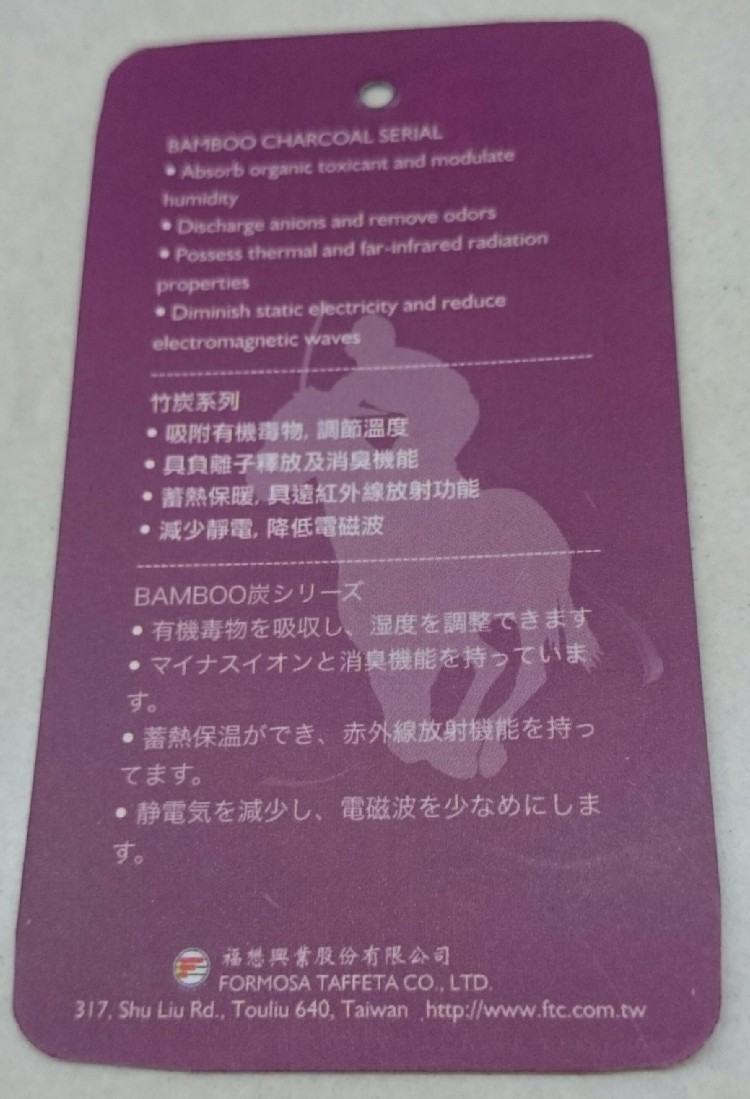 BAMBOO CHARCOAL SERIAL
• Absorb organic toxicant and modulate
humidity
• Discharge anions and remove odors
• Possess thermal and far-infrared radiation
properties
• Diminish static electricity and reduce
electromagnetic waves
竹炭系列
• 吸附有機毒物, 調節溫度
• 具負離子釋放及消臭機能
• 蓄熱保暖, 具遠紅外線放射功能
• 減少靜電, 降低電磁波
BAMBOO炭シリーズ
• 有機毒物を吸収し、湿度を調整できます
• マイナスイオンと消臭機能を持っていま
す。
• 蓄熱保温ができ、赤外線放射機能を持っ
てます。
• 静電気を減少し、電磁波を少なめにしま
す。
福懋興業股份有限公司
FORMOSA TAFFETA CO., LTD.
317, Shu Liu Rd., Touliu 640, Taiwan http://www.ftc.com.tw